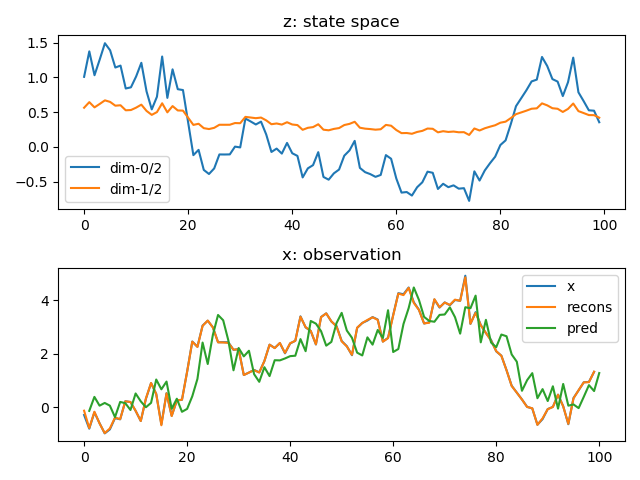 z: state space
1.5
1.0
0.5
0.0
−0.5
dim-0/2
dim-1/2
0 20 40 60 80 100
x: observation
4
2
0
x
recons
pred
0 20 40 60 80 100